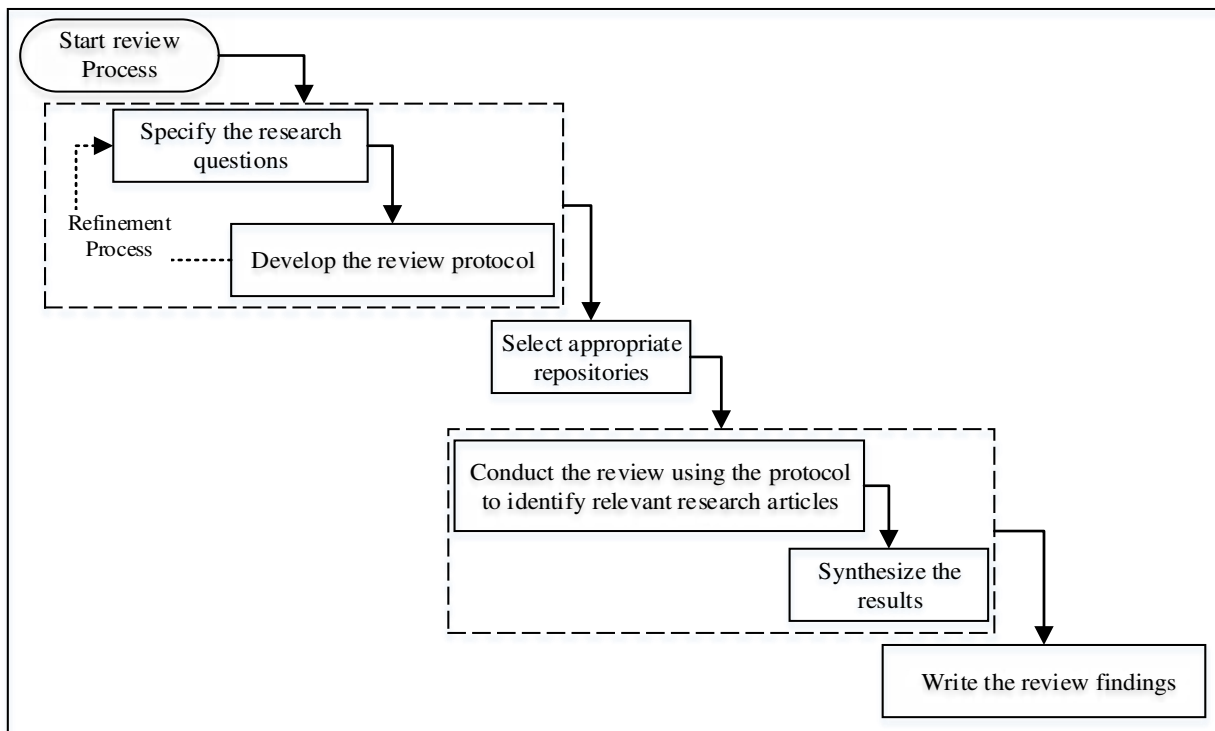 Start review
Process
Specify the research
questions
Refinement
Process
Develop the review protocol
Select appropriate
repositories
Conduct the review using the protocol
to identify relevant research articles
Synthesize the
results
Write the review findings